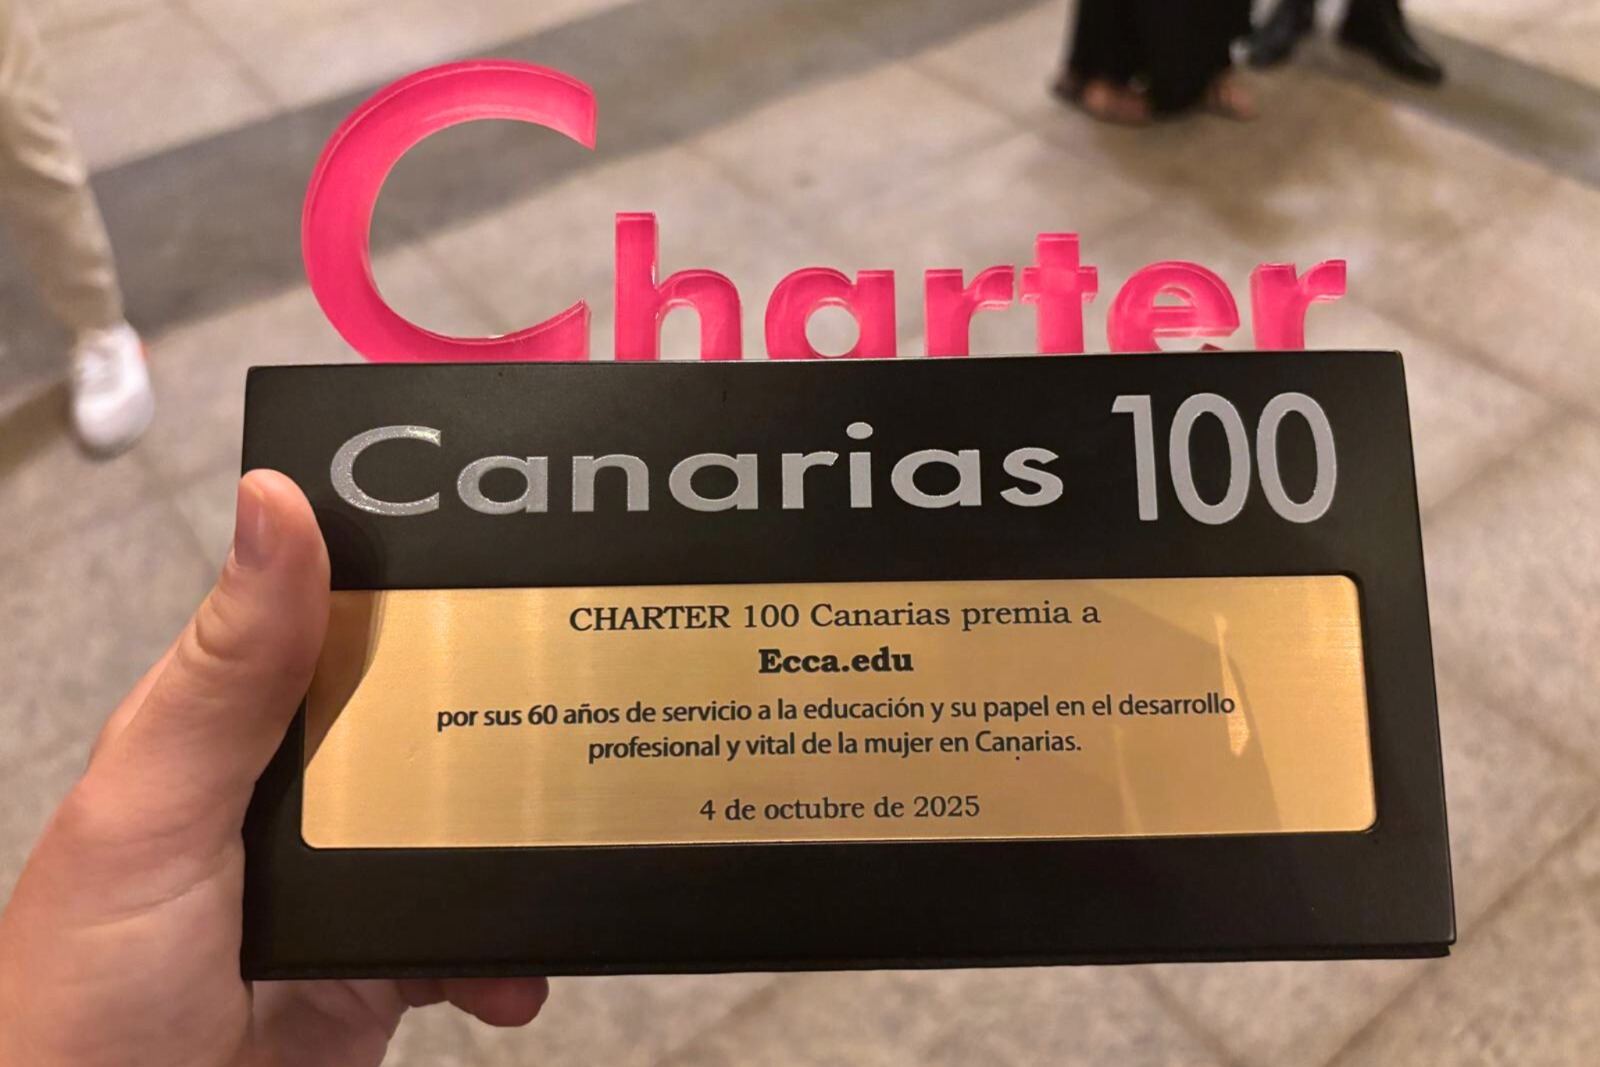 Charter
Canarias 100
CHARTER 100 Canarias premia a
Ecca.edu
por sus 60 años de servicio a la educación y su papel en el desarrollo
profesional y vital de la mujer en Canarias.
4 de octubre de 2025